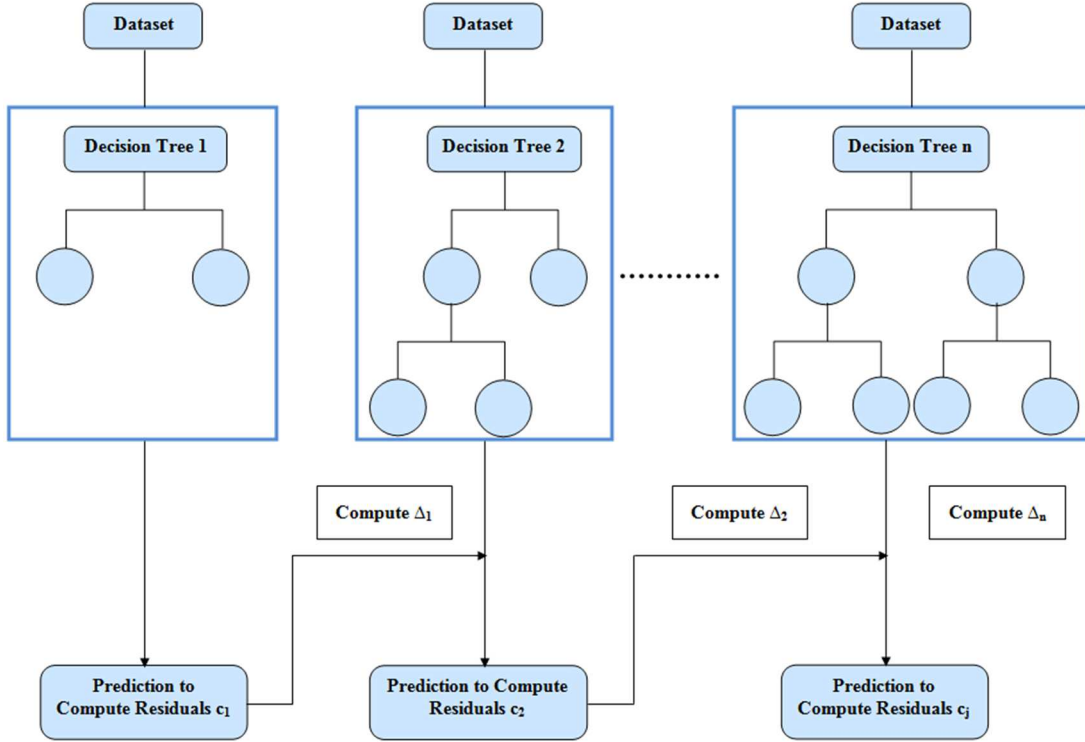 Dataset
Dataset
Dataset
Decision Tree 1
Decision Tree 2
Decision Tree n
Compute Δ₁
Compute Δ₂
Compute Δₙ
Prediction to
Compute Residuals c₁
Prediction to Compute
Residuals c₂
Prediction to
Compute Residuals cⱼ